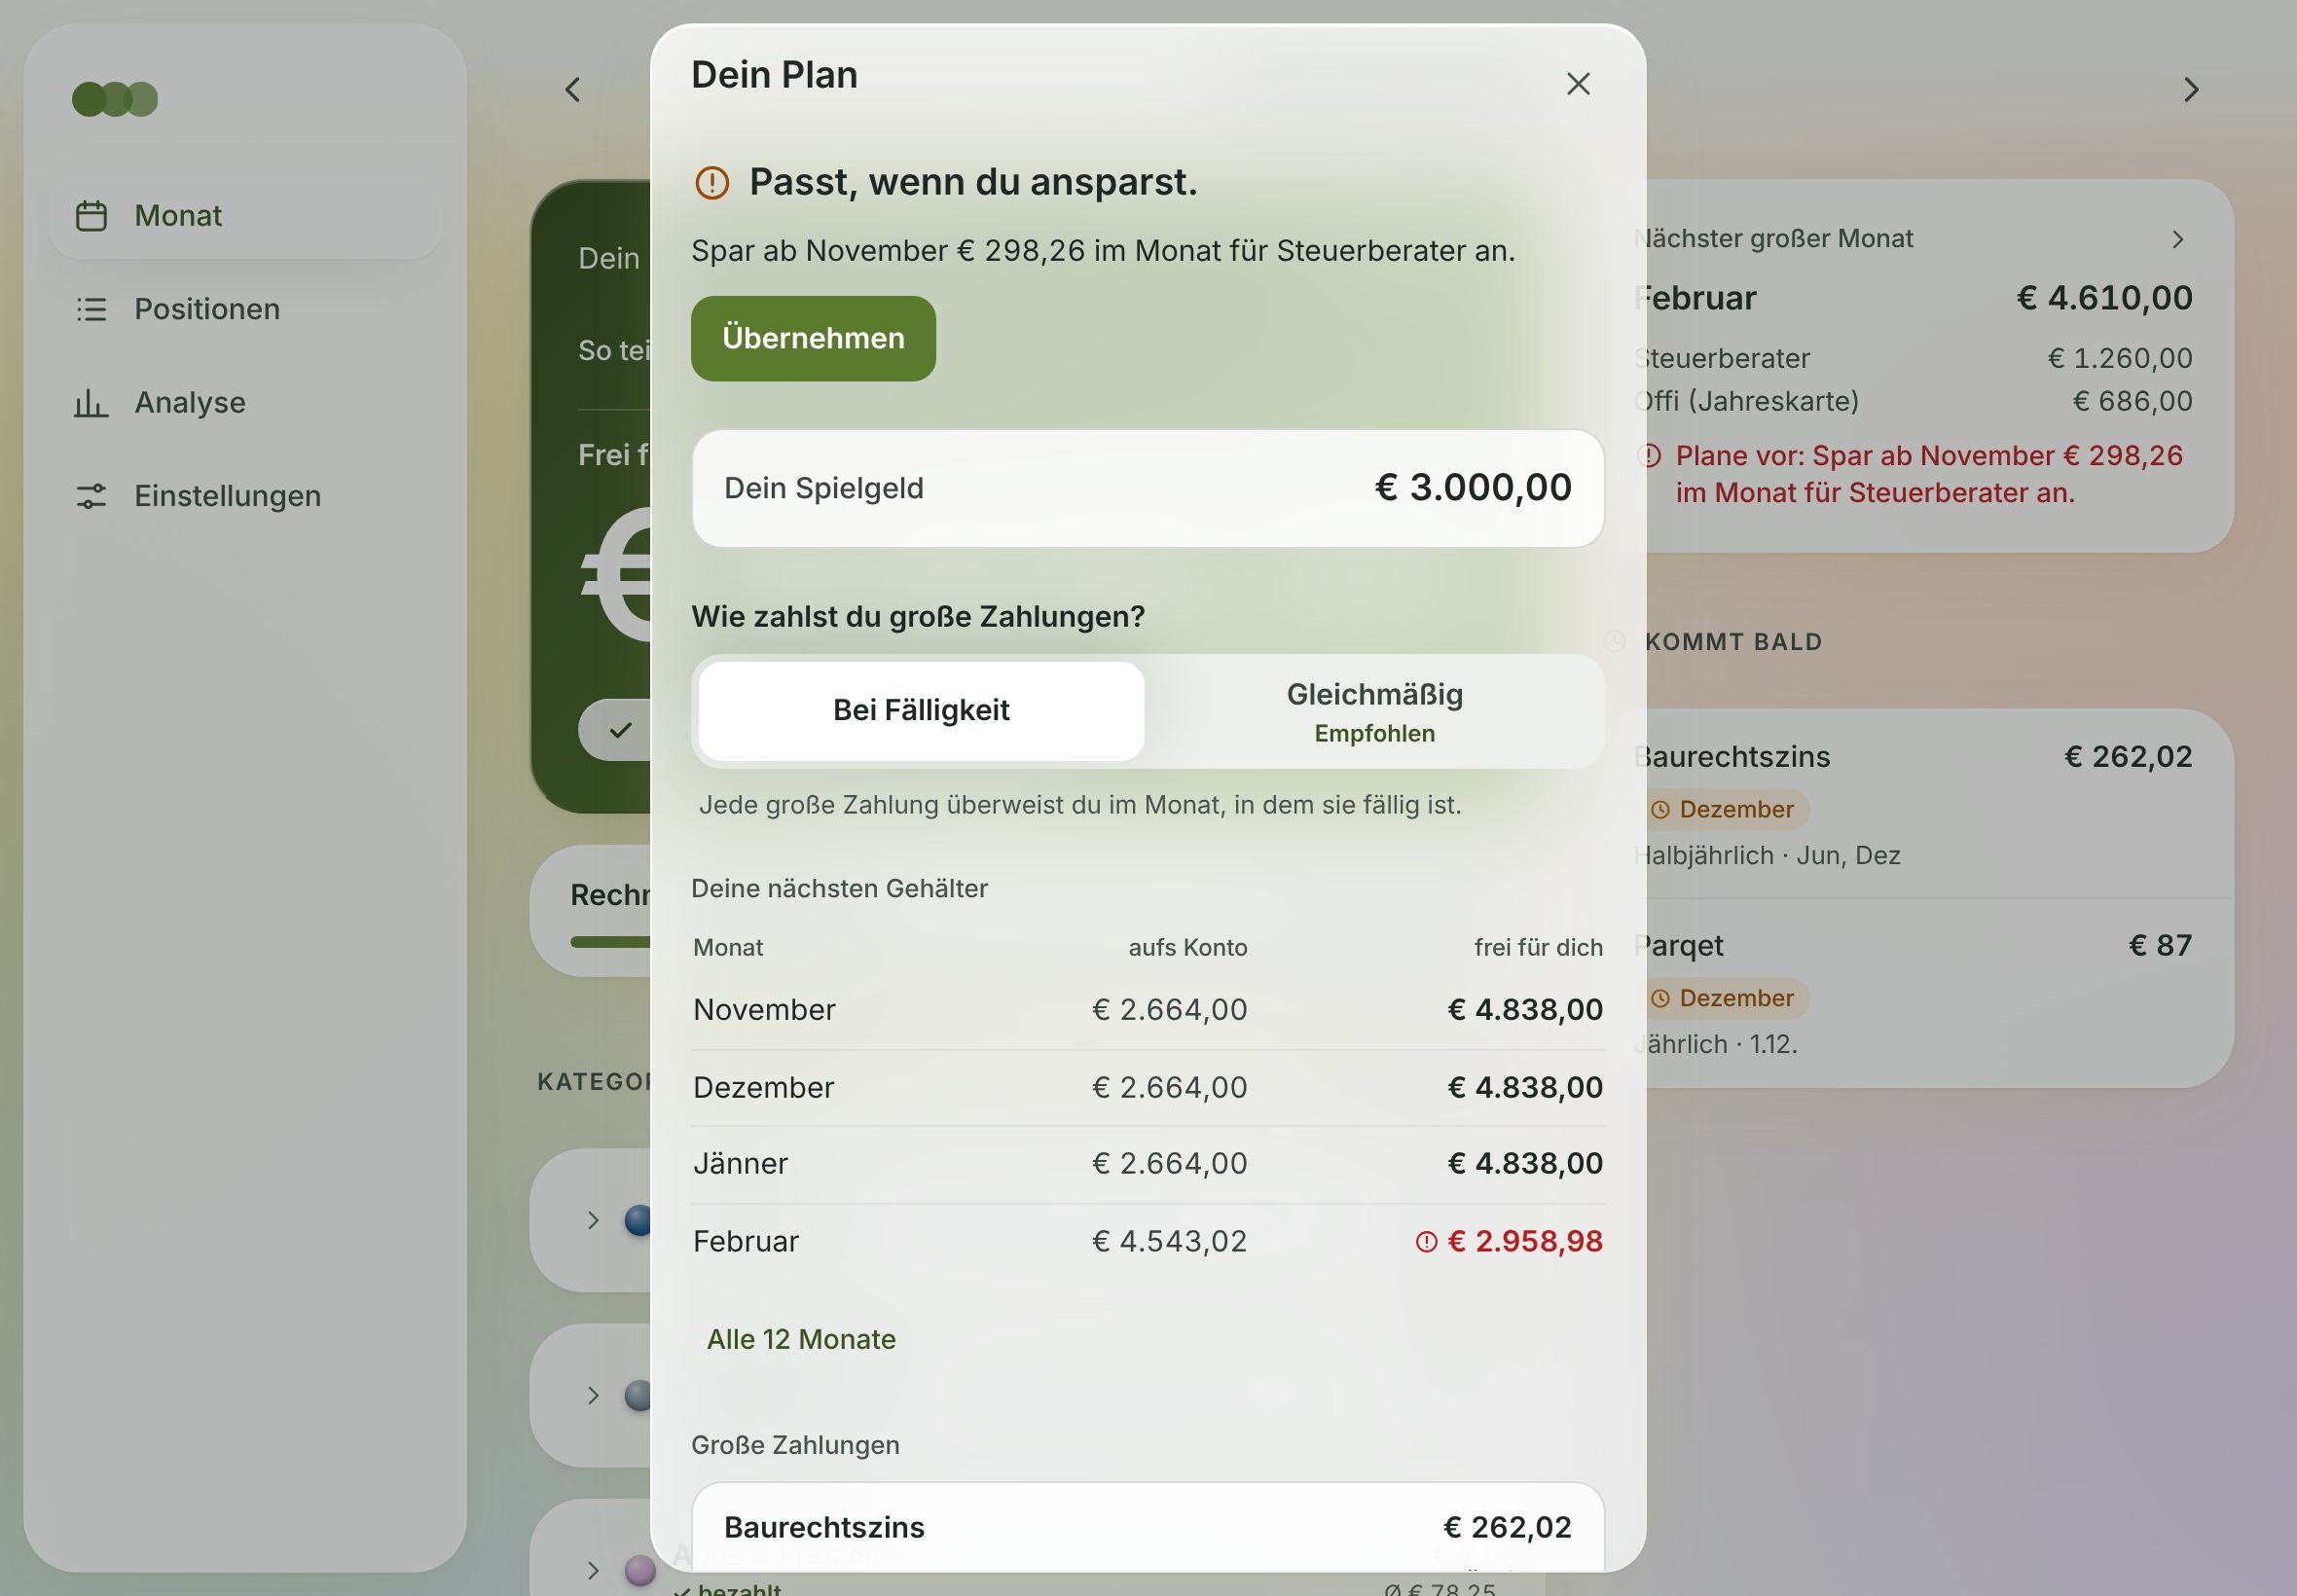 Monat
Positionen
Analyse
Einstellungen
Dein
So tei
Frei f
€
KATEGOR
Dein Plan
Passt, wenn du ansparst.
Spar ab November € 298,26 im Monat für Steuerberater an.
Übernehmen
Dein Spielgeld € 3.000,00
Wie zahlst du große Zahlungen?
Bei Fälligkeit
Gleichmäßig
Empfohlen
Jede große Zahlung überweist du im Monat, in dem sie fällig ist.
Deine nächsten Gehälter
Monat aufs Konto frei für dich
November € 2.664,00 € 4.838,00
Dezember € 2.664,00 € 4.838,00
Jänner € 2.664,00 € 4.838,00
Februar € 4.543,02 € 2.958,98
Alle 12 Monate
Große Zahlungen
Baurechtszins € 262,02
bezahlt Ø € 78,25
Nächster großer Monat
Februar € 4.610,00
Steuerberater € 1.260,00
Öffi (Jahreskarte) € 686,00
Plane vor: Spar ab November € 298,26
im Monat für Steuerberater an.
KOMMT BALD
Baurechtszins € 262,02
Dezember
Halbjährlich · Jun, Dez
Parqet € 87
Dezember
Jährlich · 1.12.